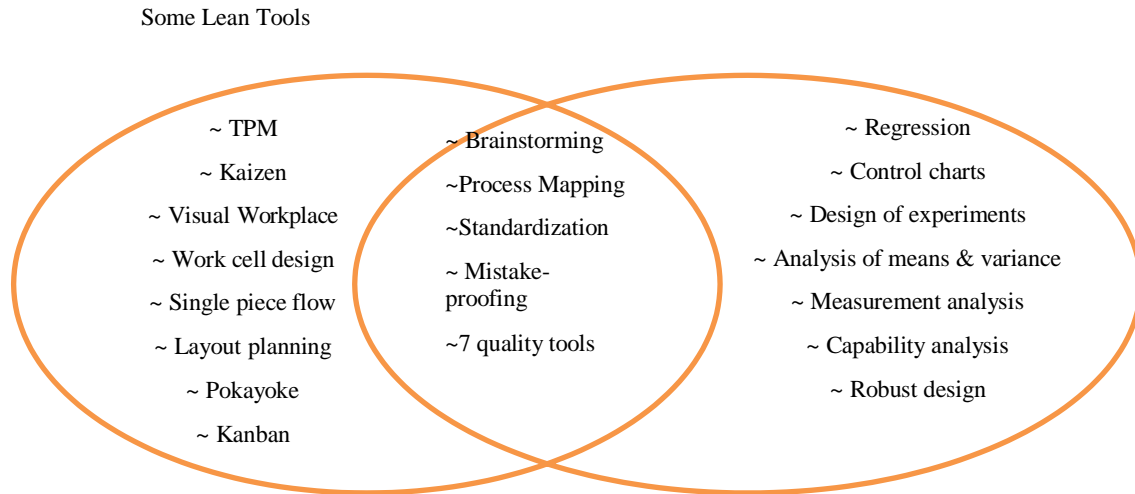 Some Lean Tools
~ TPM
~ Kaizen
~ Visual Workplace
~ Work cell design
~ Single piece flow
~ Layout planning
~ Pokayoke
~ Kanban
~ Brainstorming
~Process Mapping
~Standardization
~ Mistake-
proofing
~7 quality tools
~ Regression
~ Control charts
~ Design of experiments
~ Analysis of means & variance
~ Measurement analysis
~ Capability analysis
~ Robust design